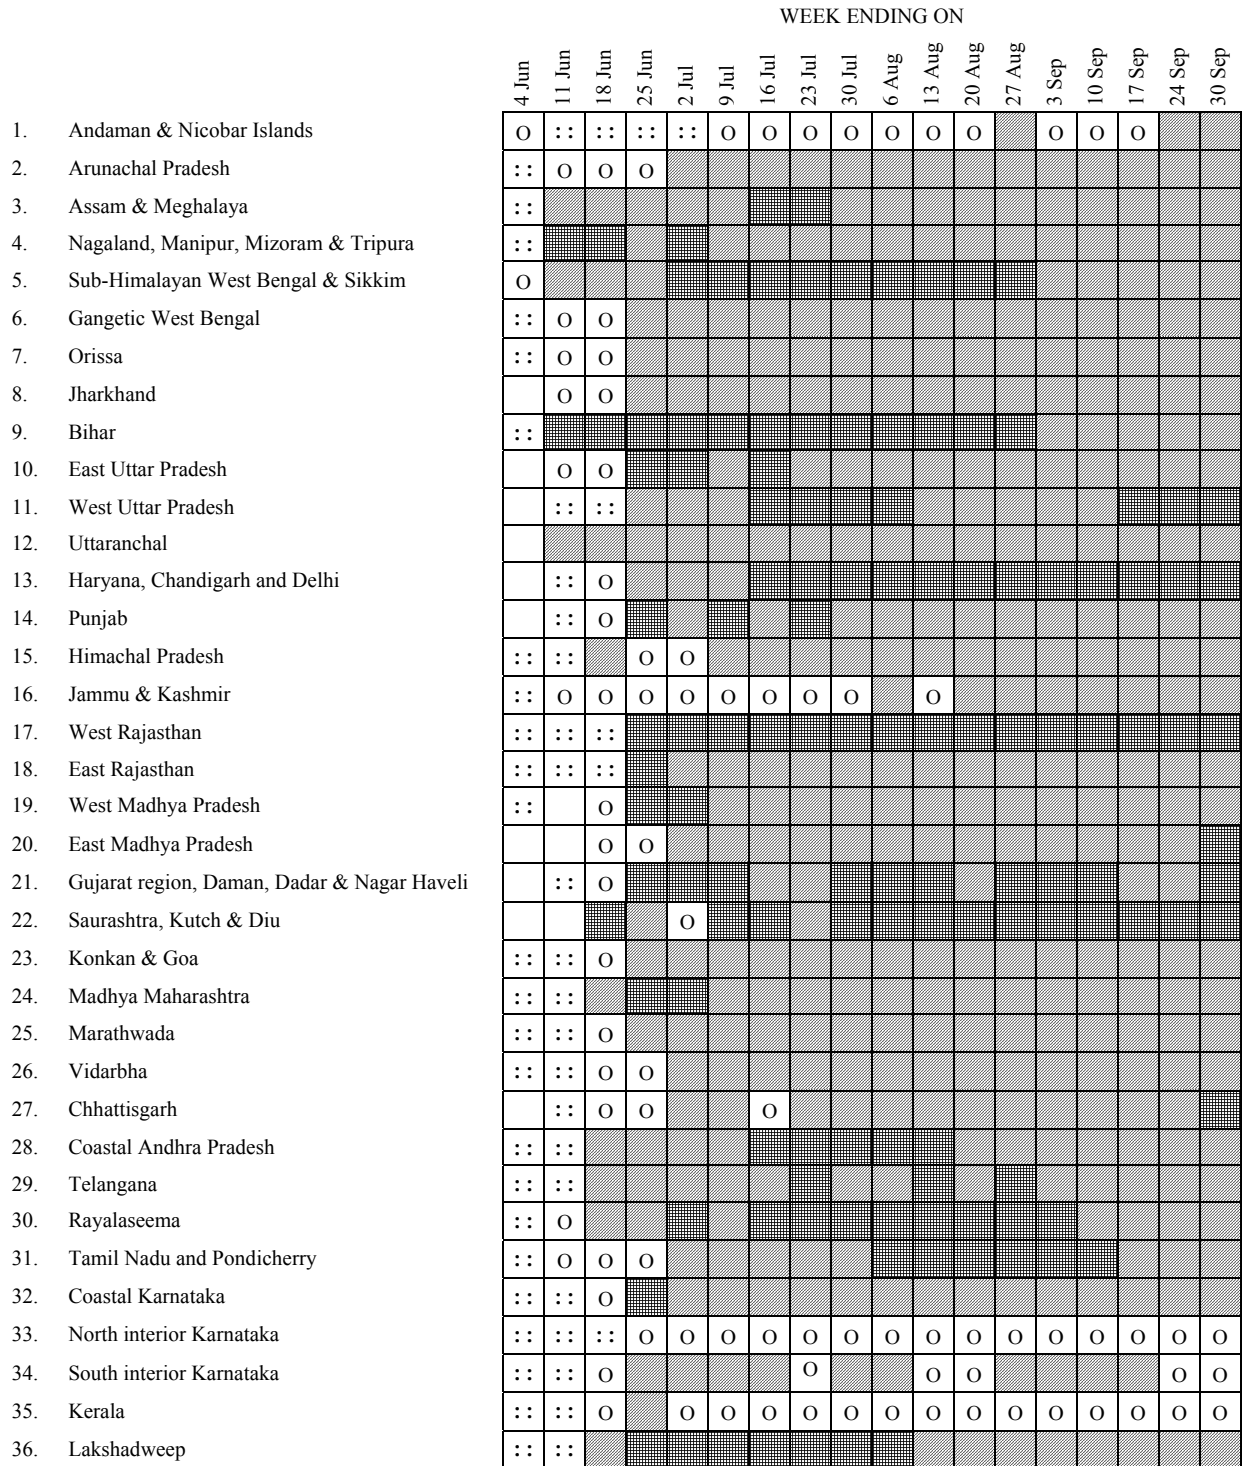 WEEK ENDING ON
4 Jun 11 Jun 18 Jun 25 Jun 2 Jul 9 Jul 16 Jul 23 Jul 30 Jul 6 Aug 13 Aug 20 Aug 27 Aug 3 Sep 10 Sep 17 Sep 24 Sep 30 Sep
1. Andaman & Nicobar Islands O :: :: :: :: O O O O O O O O O O
2. Arunachal Pradesh :: O O O
3. Assam & Meghalaya ::
4. Nagaland, Manipur, Mizoram & Tripura ::
5. Sub-Himalayan West Bengal & Sikkim O
6. Gangetic West Bengal :: O O
7. Orissa :: O O
8. Jharkhand O O
9. Bihar ::
10. East Uttar Pradesh O O
11. West Uttar Pradesh :: ::
12. Uttaranchal
13. Haryana, Chandigarh and Delhi :: O
14. Punjab :: O
15. Himachal Pradesh :: :: O O
16. Jammu & Kashmir :: O O O O O O O O O
17. West Rajasthan :: :: ::
18. East Rajasthan :: :: ::
19. West Madhya Pradesh :: O
20. East Madhya Pradesh O O
21. Gujarat region, Daman, Dadar & Nagar Haveli :: O
22. Saurashtra, Kutch & Diu O
23. Konkan & Goa :: :: O
24. Madhya Maharashtra :: ::
25. Marathwada :: :: O
26. Vidarbha :: :: O O
27. Chhattisgarh :: O O O
28. Coastal Andhra Pradesh :: ::
29. Telangana :: ::
30. Rayalaseema :: O
31. Tamil Nadu and Pondicherry :: O O O
32. Coastal Karnataka :: :: O
33. North interior Karnataka :: :: :: O O O O O O O O O O O O O O O
34. South interior Karnataka :: :: O O O O O O
35. Kerala :: :: O O O O O O O O O O O O O O O
36. Lakshadweep :: ::